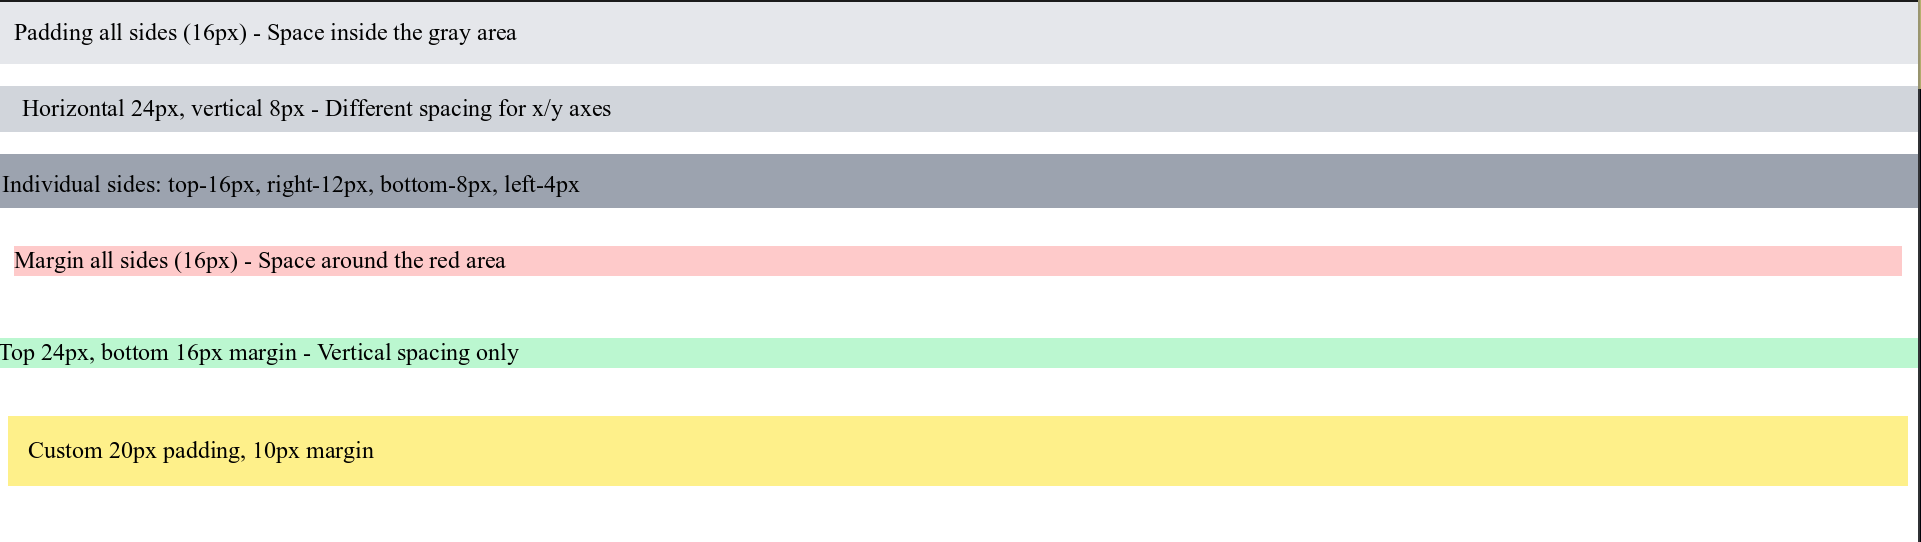 Padding all sides (16px) - Space inside the gray area
Horizontal 24px, vertical 8px - Different spacing for x/y axes
Individual sides: top-16px, right-12px, bottom-8px, left-4px
Margin all sides (16px) - Space around the red area
Top 24px, bottom 16px margin - Vertical spacing only
Custom 20px padding, 10px margin